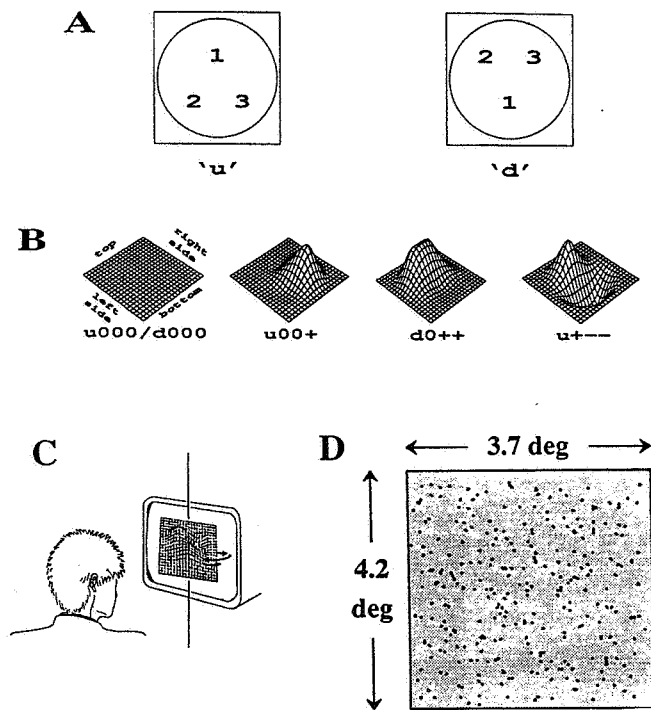 A
1
2 3
'u'
2 3
1
'd'
B
top
right side
left side
bottom
u000/d000
u00+
d0++
u+--
C
D
3.7 deg
4.2
deg